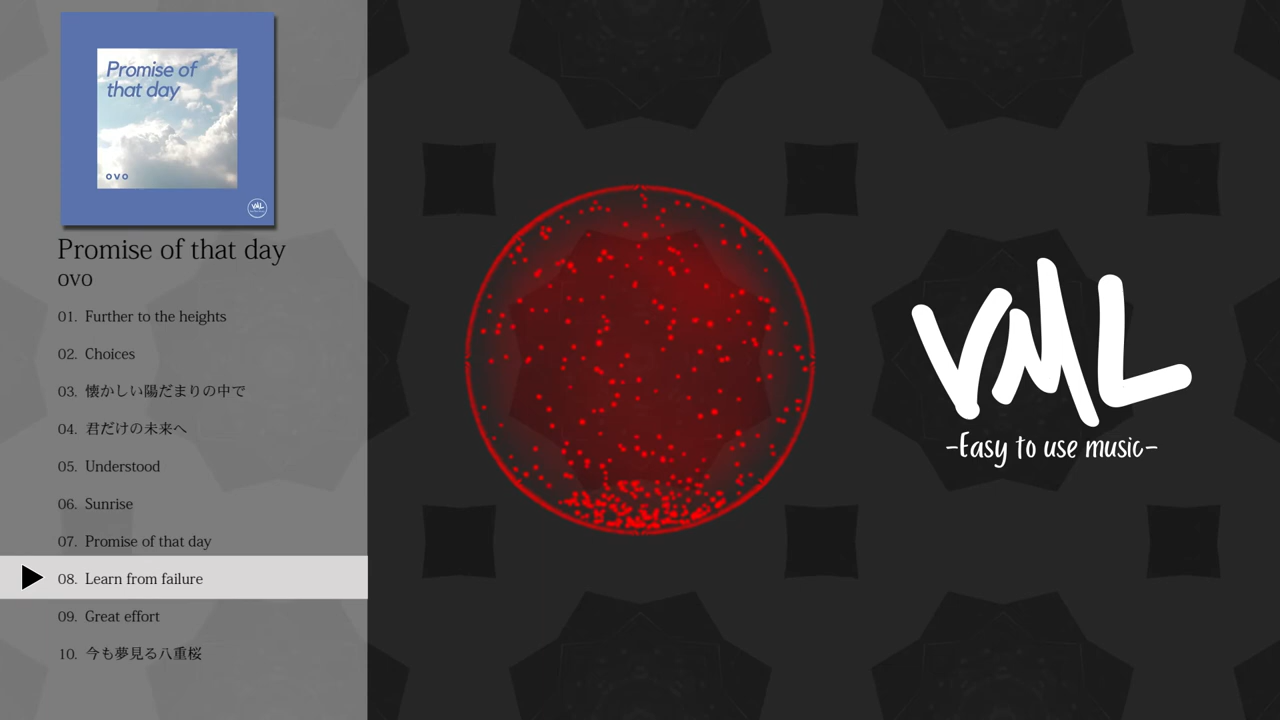 Promise of
that day
ovo
VML
Promise of that day
ovo
01. Further to the heights
02. Choices
03. 懐かしい陽だまりの中で
04. 君だけの未来へ
05. Understood
06. Sunrise
07. Promise of that day
08. Learn from failure
09. Great effort
10. 今も夢見る八重桜
VML
-Easy to use music-